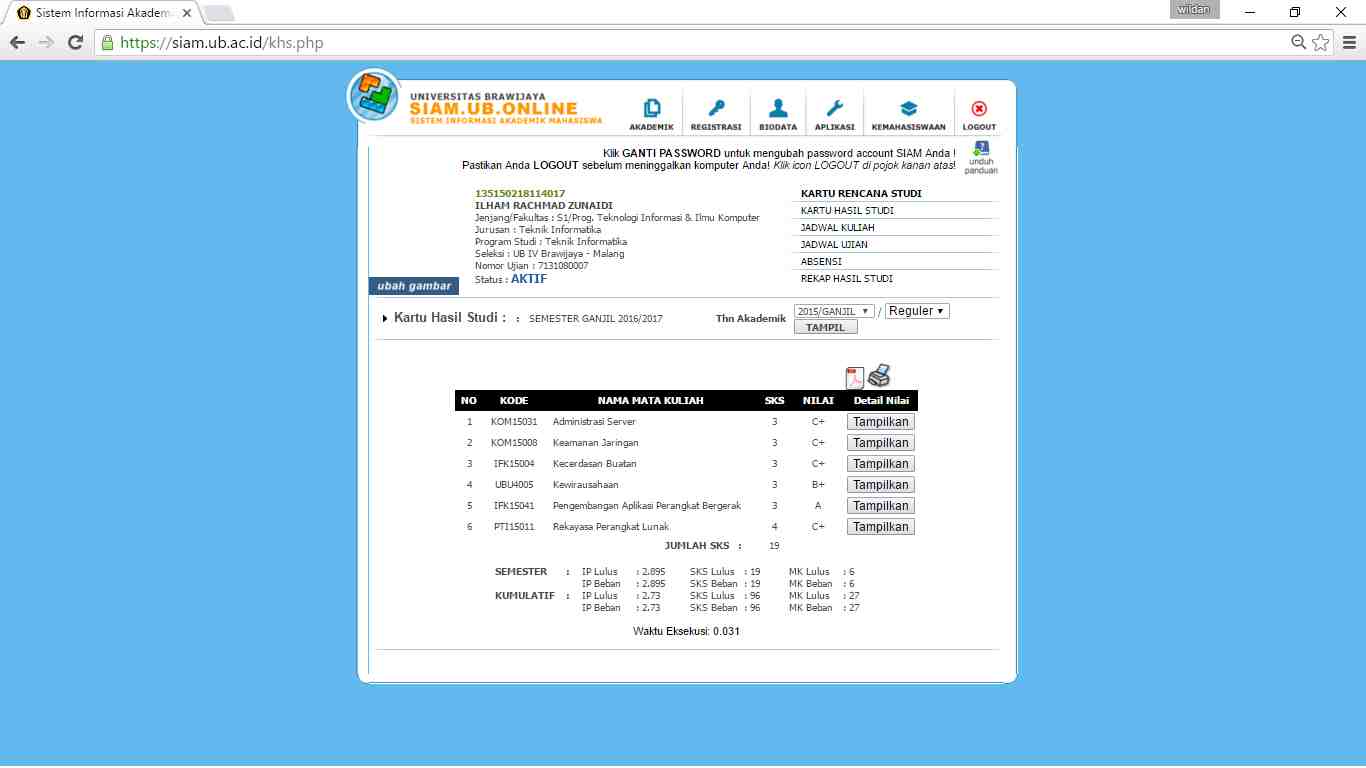 Sistem Informasi Akadem
wildan
https://siam.ub.ac.id/khs.php
UNIVERSITAS BRAWIJAYA
SIAM.UB.ONLINE
SISTEM INFORMASI AKADEMIK MAHASISWA
AKADEMIK REGISTRASI BIODATA APLIKASI KEMAHASISWAAN LOGOUT
Klik GANTI PASSWORD untuk mengubah password account SIAM Anda !
Pastikan Anda LOGOUT sebelum meninggalkan komputer Anda! Klik icon LOGOUT di pojok kanan atas!
unduh
panduan
135150218114017
ILHAM RACHMAD ZUNAIDI
Jenjang/Fakultas : S1/Prog. Teknologi Informasi & Ilmu Komputer
Jurusan : Teknik Informatika
Program Studi : Teknik Informatika
Seleksi : UB IV Brawijaya - Malang
Nomor Ujian : 7131080007
Status : AKTIF
ubah gambar
KARTU RENCANA STUDI
KARTU HASIL STUDI
JADWAL KULIAH
JADWAL UJIAN
ABSENSI
REKAP HASIL STUDI
Kartu Hasil Studi : : SEMESTER GANJIL 2016/2017 Thn Akademik 2015/GANJIL / Reguler
TAMPIL
NO KODE NAMA MATA KULIAH SKS NILAI Detail Nilai
1 KOM15031 Administrasi Server 3 C+ Tampilkan
2 KOM15008 Keamanan Jaringan 3 C+ Tampilkan
3 IFK15004 Kecerdasan Buatan 3 C+ Tampilkan
4 UBU4005 Kewirausahaan 3 B+ Tampilkan
5 IFK15041 Pengembangan Aplikasi Perangkat Bergerak 3 A Tampilkan
6 PTI15011 Rekayasa Perangkat Lunak 4 C+ Tampilkan
JUMLAH SKS : 19
SEMESTER : IP Lulus : 2.895 SKS Lulus : 19 MK Lulus : 6
IP Beban : 2.895 SKS Beban : 19 MK Beban : 6
KUMULATIF : IP Lulus : 2.73 SKS Lulus : 96 MK Lulus : 27
IP Beban : 2.73 SKS Beban : 96 MK Beban : 27
Waktu Eksekusi: 0.031